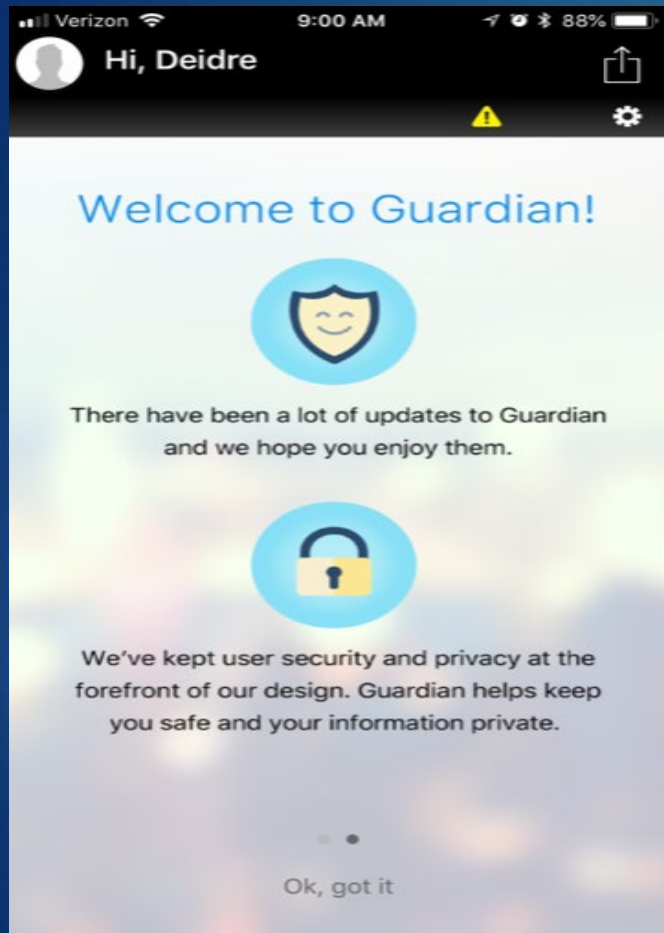 Verizon 9:00 AM 88%
Hi, Deidre
Welcome to Guardian!
There have been a lot of updates to Guardian
and we hope you enjoy them.
We've kept user security and privacy at the
forefront of our design. Guardian helps keep
you safe and your information private.
Ok, got it